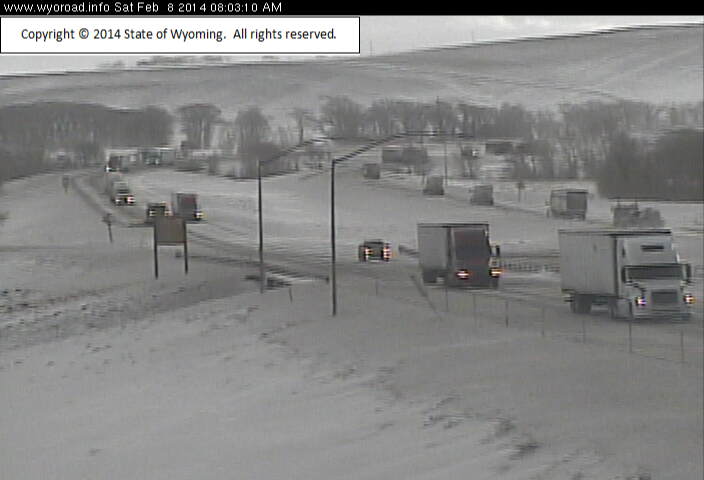 www.wyoroad.info Sat Feb  8 2014 08:03:10 AM
Copyright © 2014 State of Wyoming.  All rights reserved.